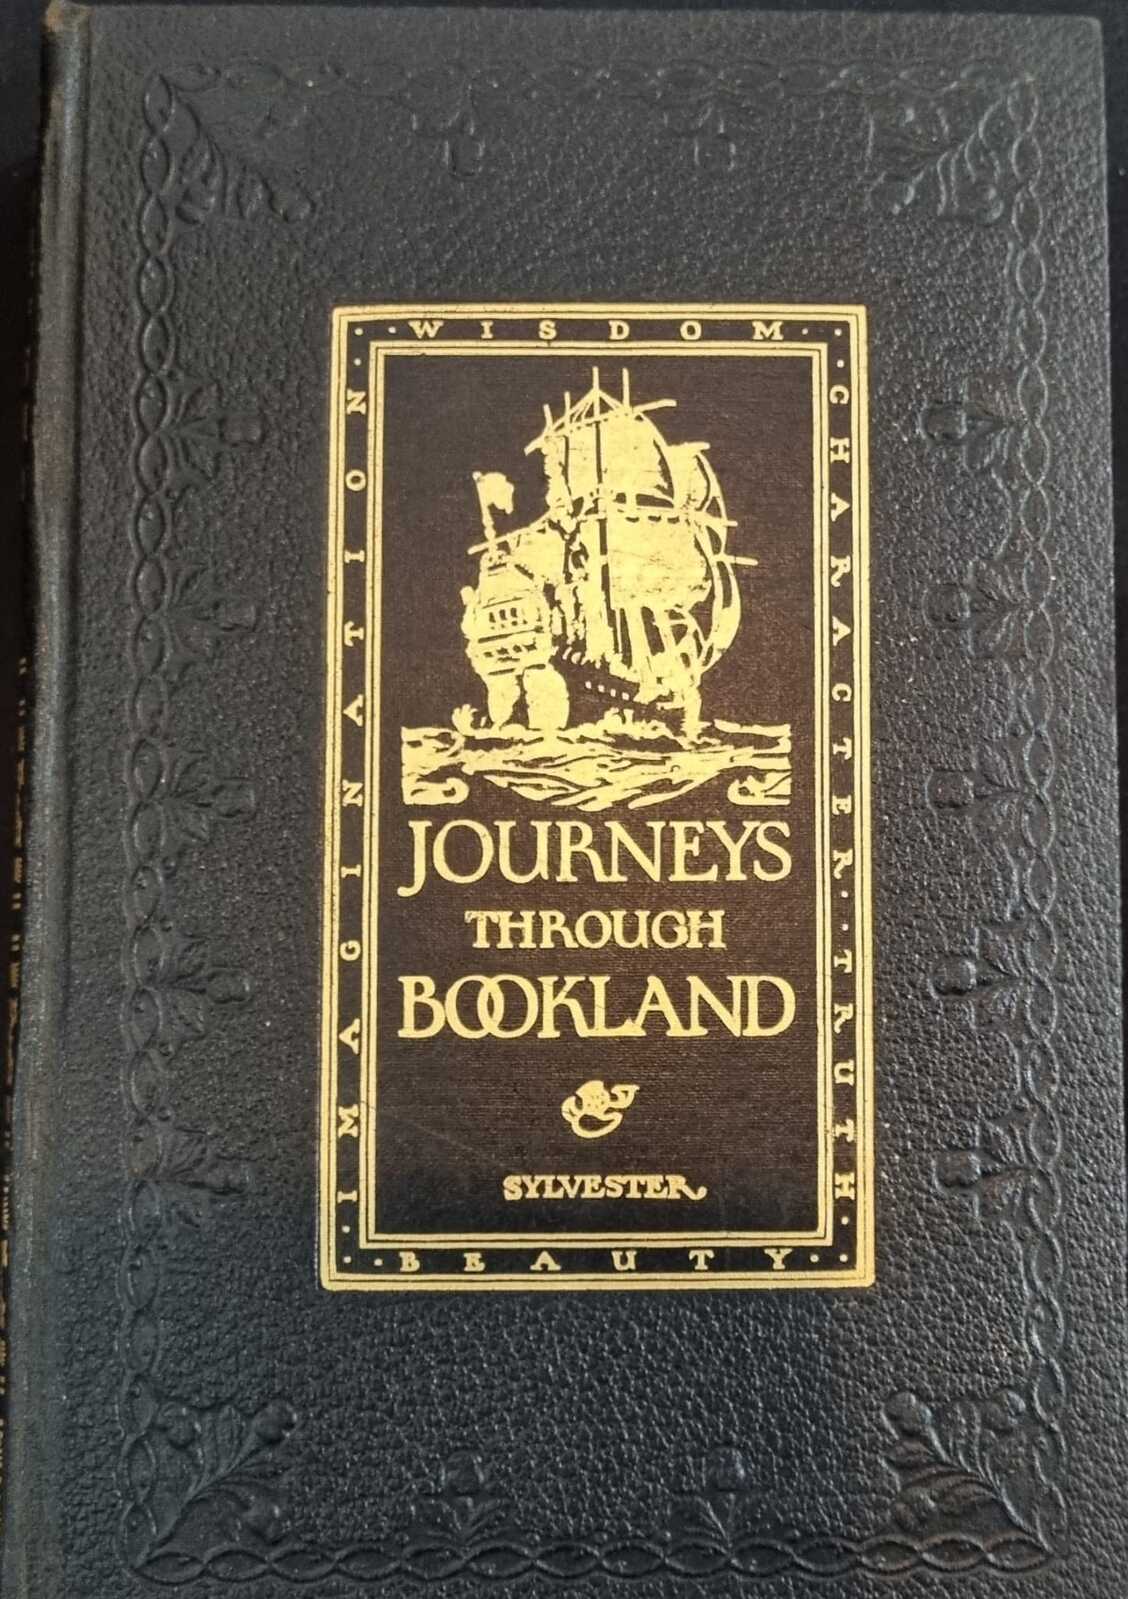 · · WISDOM · ·
· IMAGINATION ·
· CHARACTER · TRUTH ·
JOURNEYS
THROUGH
BOOKLAND
SYLVESTER
· · BEAUTY · ·